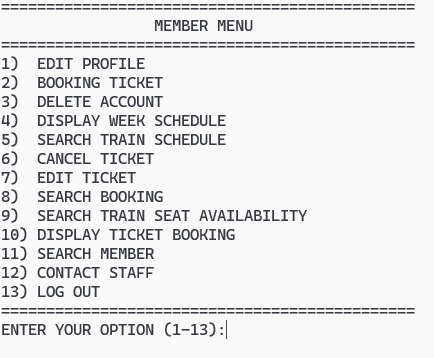 ==============================================
MEMBER MENU
==============================================
1) EDIT PROFILE
2) BOOKING TICKET
3) DELETE ACCOUNT
4) DISPLAY WEEK SCHEDULE
5) SEARCH TRAIN SCHEDULE
6) CANCEL TICKET
7) EDIT TICKET
8) SEARCH BOOKING
9) SEARCH TRAIN SEAT AVAILABILITY
10) DISPLAY TICKET BOOKING
11) SEARCH MEMBER
12) CONTACT STAFF
13) LOG OUT
==============================================
ENTER YOUR OPTION (1-13):